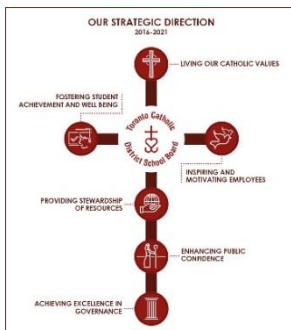 OUR STRATEGIC DIRECTION
2016-2021
LIVING OUR CATHOLIC VALUES
FOSTERING STUDENT
ACHIEVEMENT AND WELL BEING
Toronto Catholic
District School Board
INSPIRING AND
MOTIVATING EMPLOYEES
PROVIDING STEWARDSHIP
OF RESOURCES
ENHANCING PUBLIC
CONFIDENCE
ACHIEVING EXCELLENCE IN
GOVERNANCE